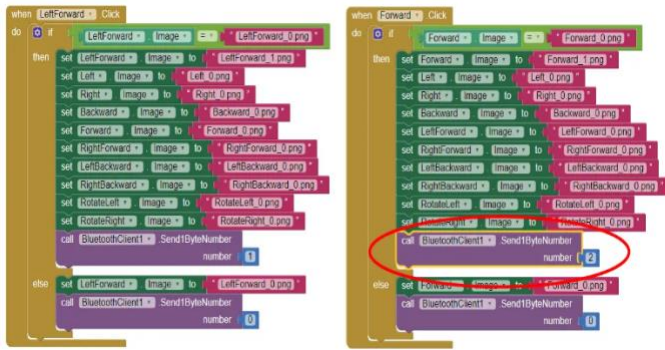 when LeftForward .Click
do if LeftForward . Image = " LeftForward_0.png "
then set LeftForward . Image to " LeftForward_1.png "
set Left . Image to " Left_0.png "
set Right . Image to " Right_0.png "
set Backward . Image to " Backward_0.png "
set Forward . Image to " Forward_0.png "
set RightForward . Image to " RightForward_0.png "
set LeftBackward . Image to " LeftBackward_0.png "
set RightBackward . Image to " RightBackward_0.png "
set RotateLeft . Image to " RotateLeft_0.png "
set RotateRight . Image to " RotateRight_0.png "
call BluetoothClient1 .Send1ByteNumber
number 1
else set LeftForward . Image to " LeftForward_0.png "
call BluetoothClient1 .Send1ByteNumber
number 0
when Forward .Click
do if Forward . Image = " Forward_0.png "
then set Forward . Image to " Forward_1.png "
set Left . Image to " Left_0.png "
set Right . Image to " Right_0.png "
set Backward . Image to " Backward_0.png "
set LeftForward . Image to " LeftForward_0.png "
set RightForward . Image to " RightForward_0.png "
set LeftBackward . Image to " LeftBackward_0.png "
set RightBackward . Image to " RightBackward_0.png "
set RotateLeft . Image to " RotateLeft_0.png "
set RotateRight . Image to " RotateRight_0.png "
call BluetoothClient1 .Send1ByteNumber
number 2
else set Forward . Image to " Forward_0.png "
call BluetoothClient1 .Send1ByteNumber
number 0